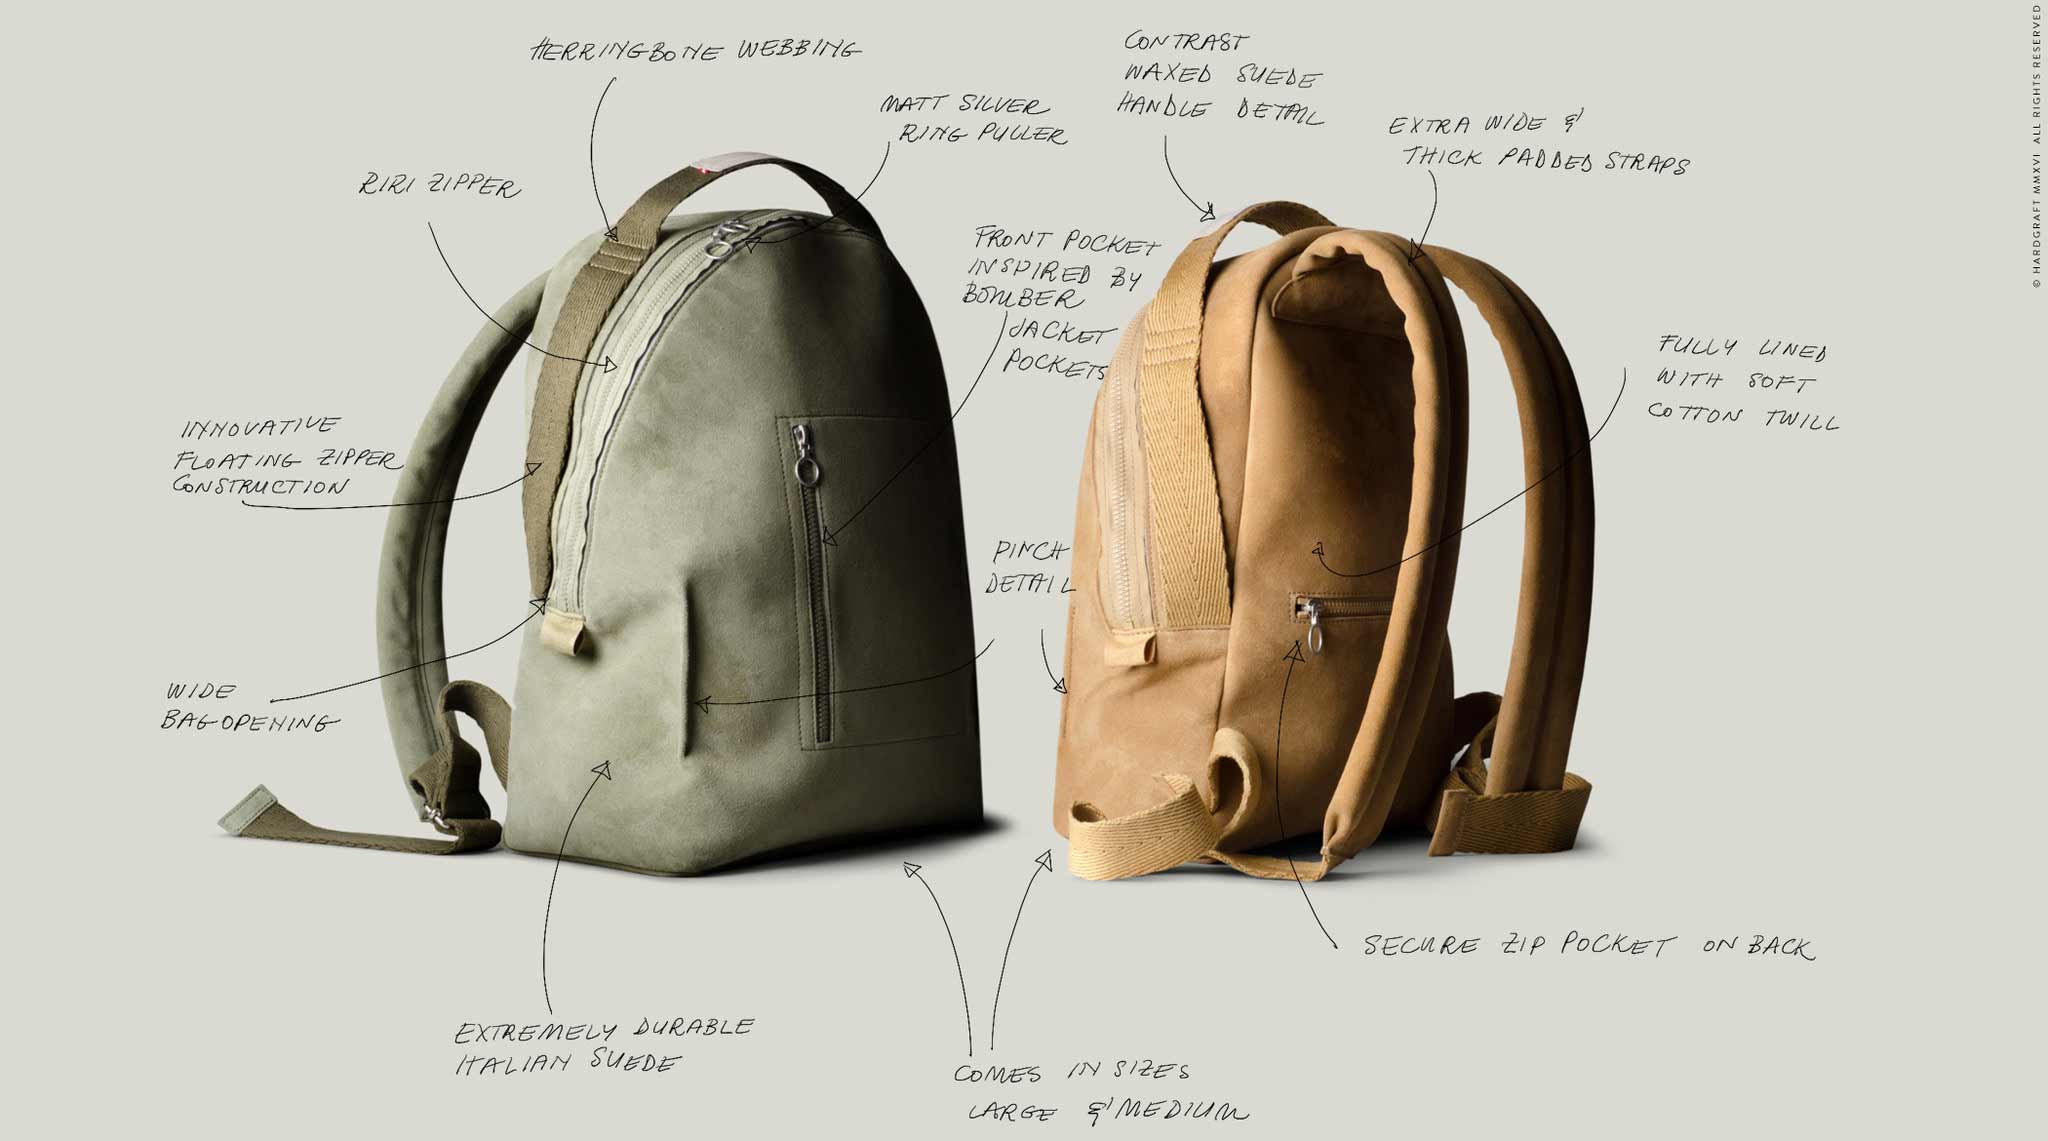 HERRINGBONE WEBBING
MATT SILVER
RING PULLER
RIRI ZIPPER
CONTRAST
WAXED SUEDE
HANDLE DETAIL
EXTRA WIDE &
THICK PADDED STRAPS
FRONT POCKET
INSPIRED BY
BOMBER
JACKET
POCKETS
FULLY LINED
WITH SOFT
COTTON TWILL
INNOVATIVE
FLOATING ZIPPER
CONSTRUCTION
PINCH
DETAIL
WIDE
BAG OPENING
SECURE ZIP POCKET ON BACK
EXTREMELY DURABLE
ITALIAN SUEDE
COMES IN SIZES
LARGE & MEDIUM
© HARDGRAFT MMXVI ALL RIGHTS RESERVED